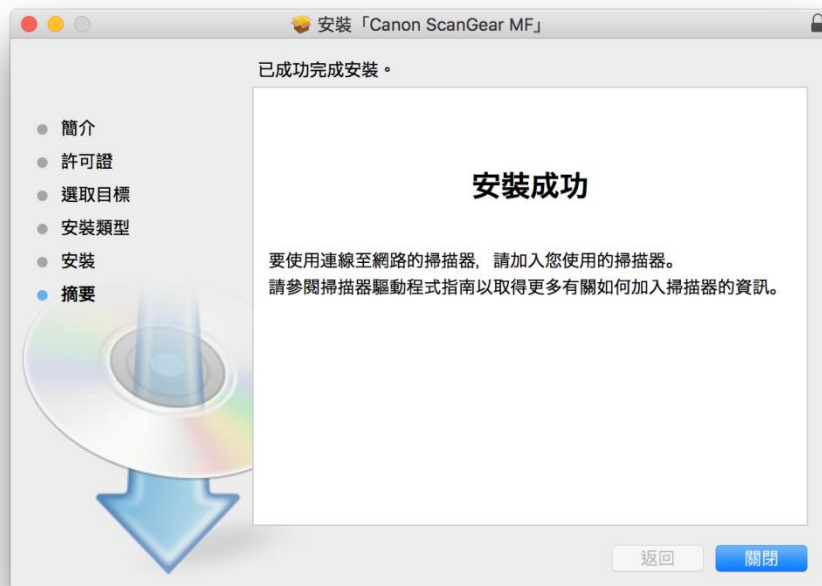 安裝「Canon ScanGear MF」
已成功完成安裝。
簡介
許可證
選取目標
安裝類型
安裝
摘要
安裝成功
要使用連線至網路的掃描器，請加入您使用的掃描器。
請參閱掃描器驅動程式指南以取得更多有關如何加入掃描器的資訊。
返回
關閉